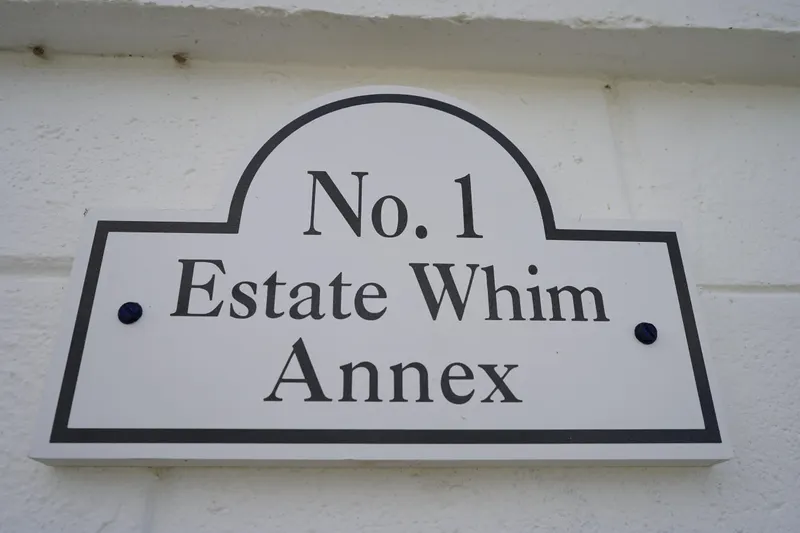 No. 1
Estate Whim
Annex